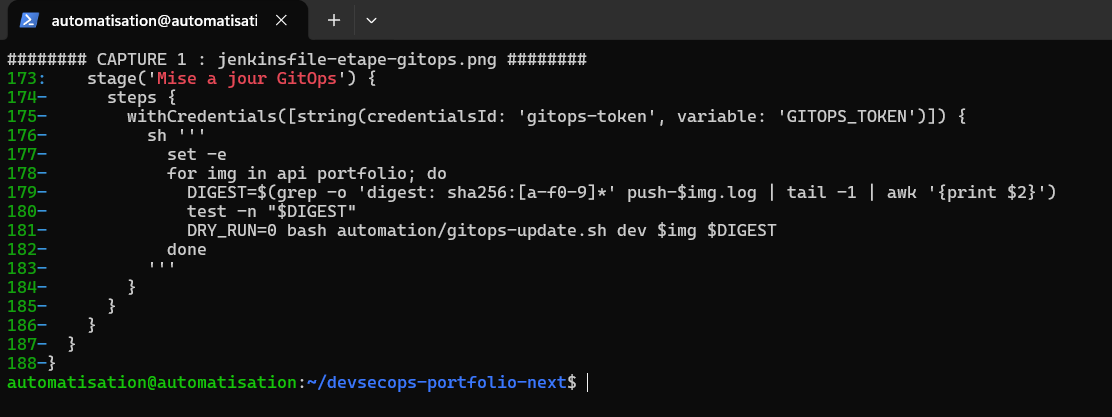 automatisation@automatisati
######## CAPTURE 1 : jenkinsfile-etape-gitops.png ########
173:    stage('Mise a jour GitOps') {
174-      steps {
175-        withCredentials([string(credentialsId: 'gitops-token', variable: 'GITOPS_TOKEN')]) {
176-          sh '''
177-            set -e
178-            for img in api portfolio; do
179-              DIGEST=$(grep -o 'digest: sha256:[a-f0-9]*' push-$img.log | tail -1 | awk '{print $2}')
180-              test -n "$DIGEST"
181-              DRY_RUN=0 bash automation/gitops-update.sh dev $img $DIGEST
182-            done
183-          '''
184-        }
185-      }
186-    }
187-  }
188-}
automatisation@automatisation:~/devsecops-portfolio-next$